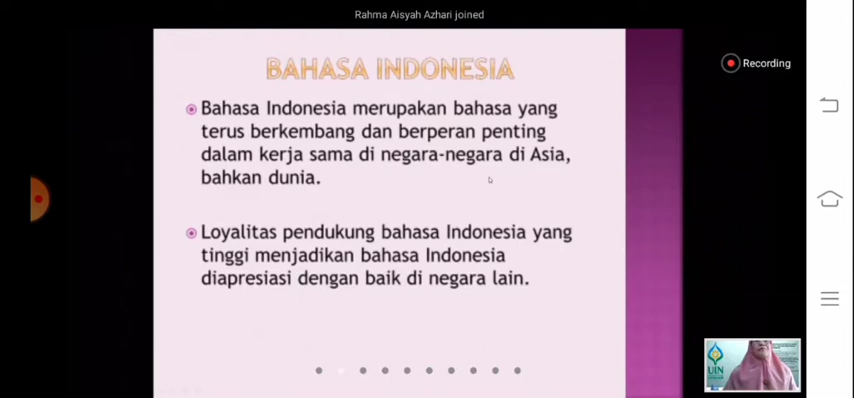 Rahma Aisyah Azhari joined
BAHASA INDONESIA
Recording
Bahasa Indonesia merupakan bahasa yang
terus berkembang dan berperan penting
dalam kerja sama di negara-negara di Asia,
bahkan dunia.
Loyalitas pendukung bahasa Indonesia yang
tinggi menjadikan bahasa Indonesia
diapresiasi dengan baik di negara lain.
UIN